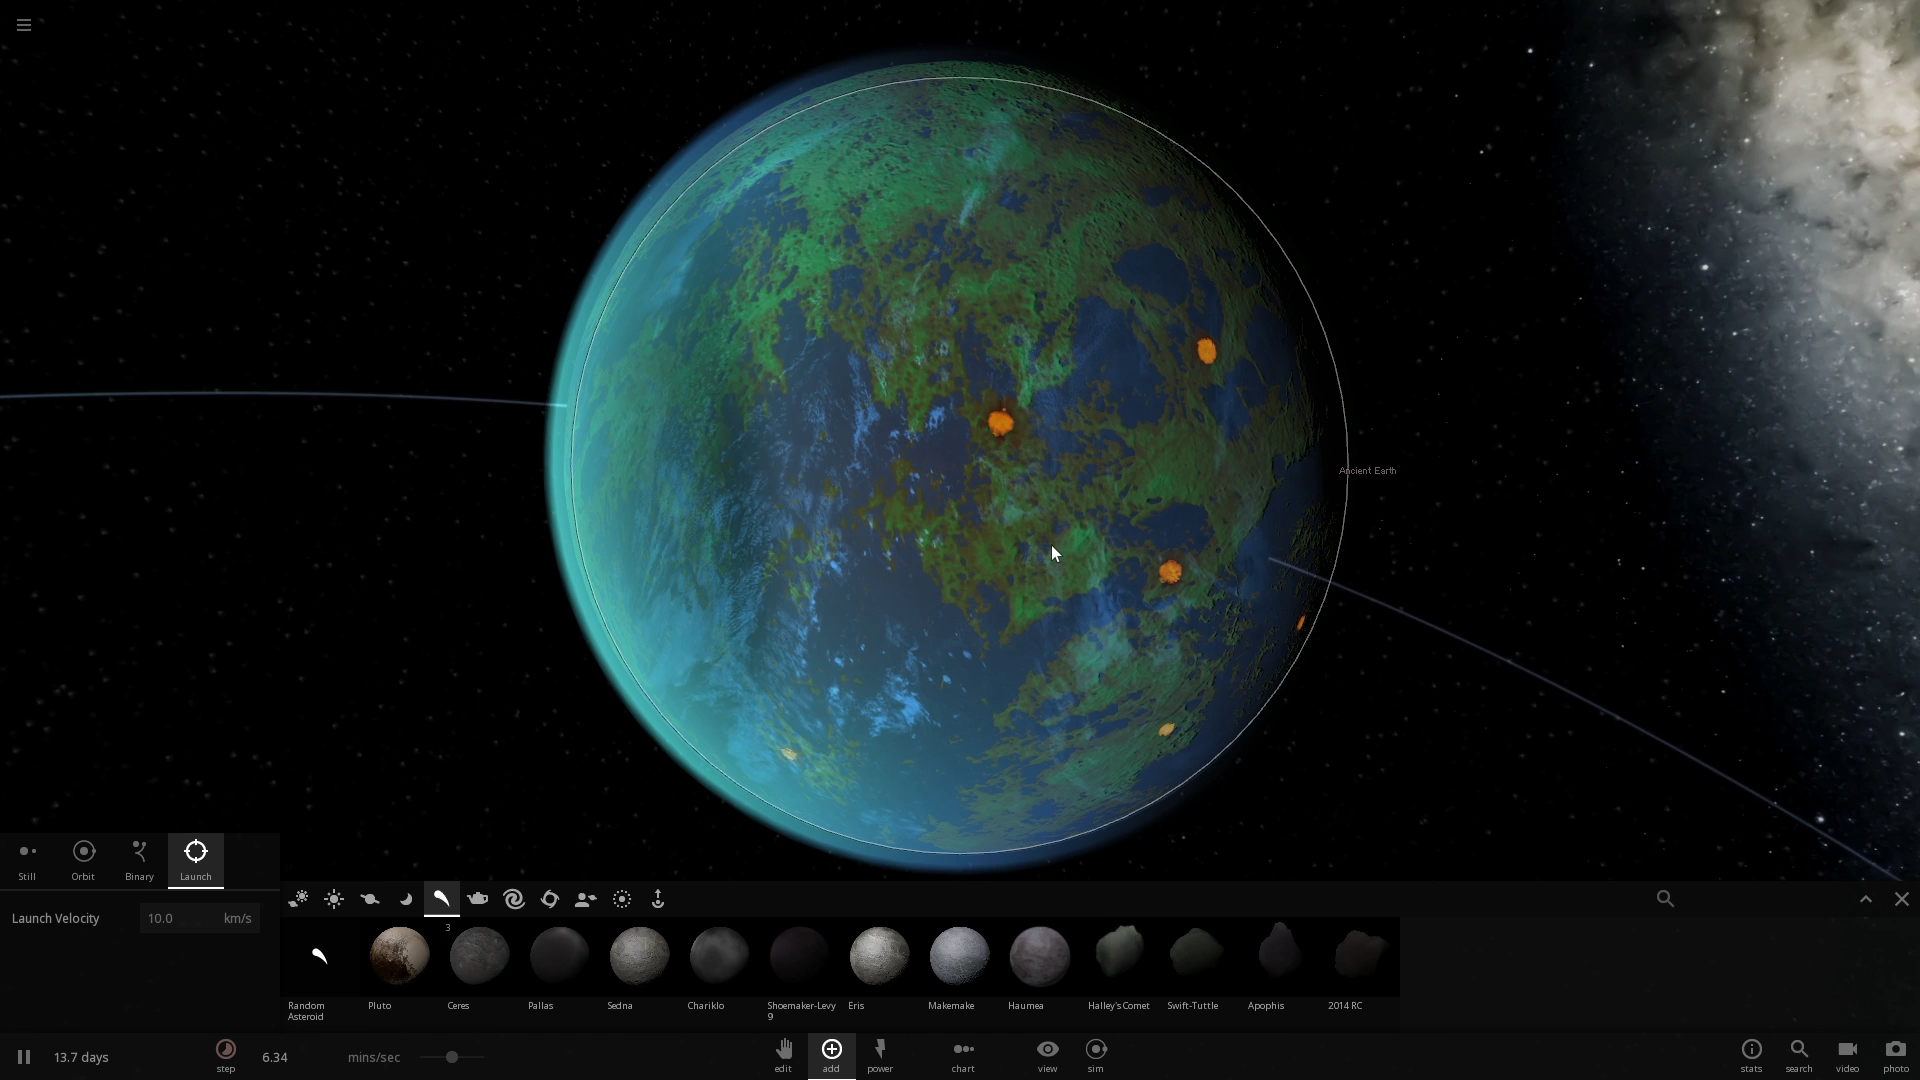 Ancient Earth
Still
Orbit
Binary
Launch
Launch Velocity
10.0
km/s
3
Random
Asteroid
Pluto
Ceres
Pallas
Sedna
Chariklo
Shoemaker-Levy
9
Eris
Makemake
Haumea
Halley's Comet
Swift-Tuttle
Apophis
2014 RC
13.7 days
step
6.34
mins/sec
edit
add
power
chart
view
sim
stats
search
video
photo